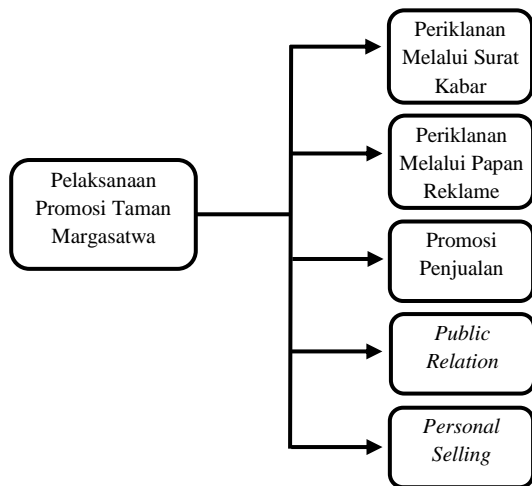 Pelaksanaan
Promosi Taman
Margasatwa
Periklanan
Melalui Surat
Kabar
Periklanan
Melalui Papan
Reklame
Promosi
Penjualan
Public
Relation
Personal
Selling